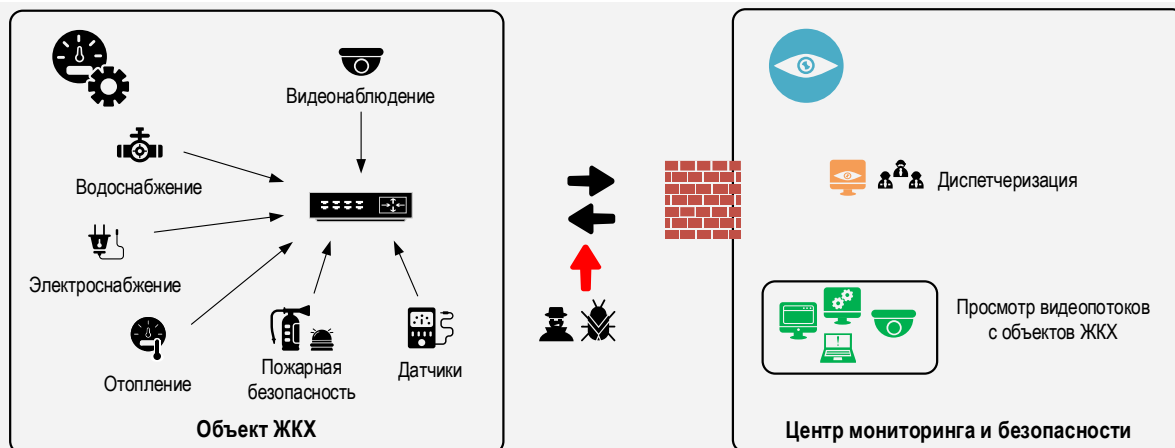 Видеонаблюдение
Водоснабжение
Электроснабжение
Отопление
Пожарная
безопасность
Датчики
Объект ЖКХ
Диспетчеризация
Просмотр видеопотоков
с объектов ЖКХ
Центр мониторинга и безопасности